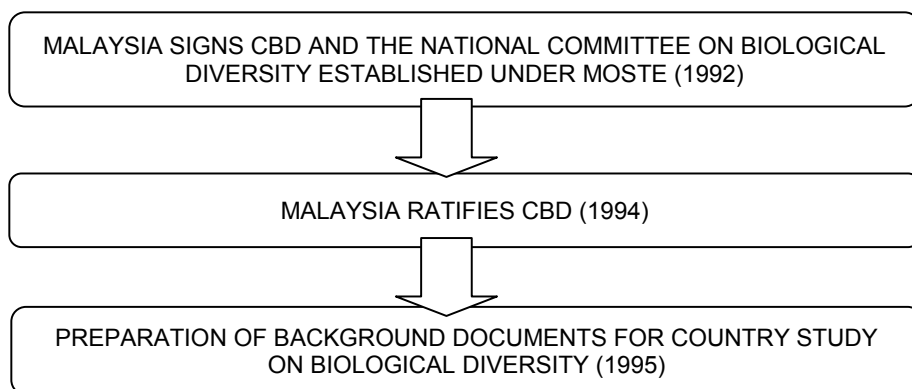 MALAYSIA SIGNS CBD AND THE NATIONAL COMMITTEE ON BIOLOGICAL
DIVERSITY ESTABLISHED UNDER MOSTE (1992)
MALAYSIA RATIFIES CBD (1994)
PREPARATION OF BACKGROUND DOCUMENTS FOR COUNTRY STUDY
ON BIOLOGICAL DIVERSITY (1995)